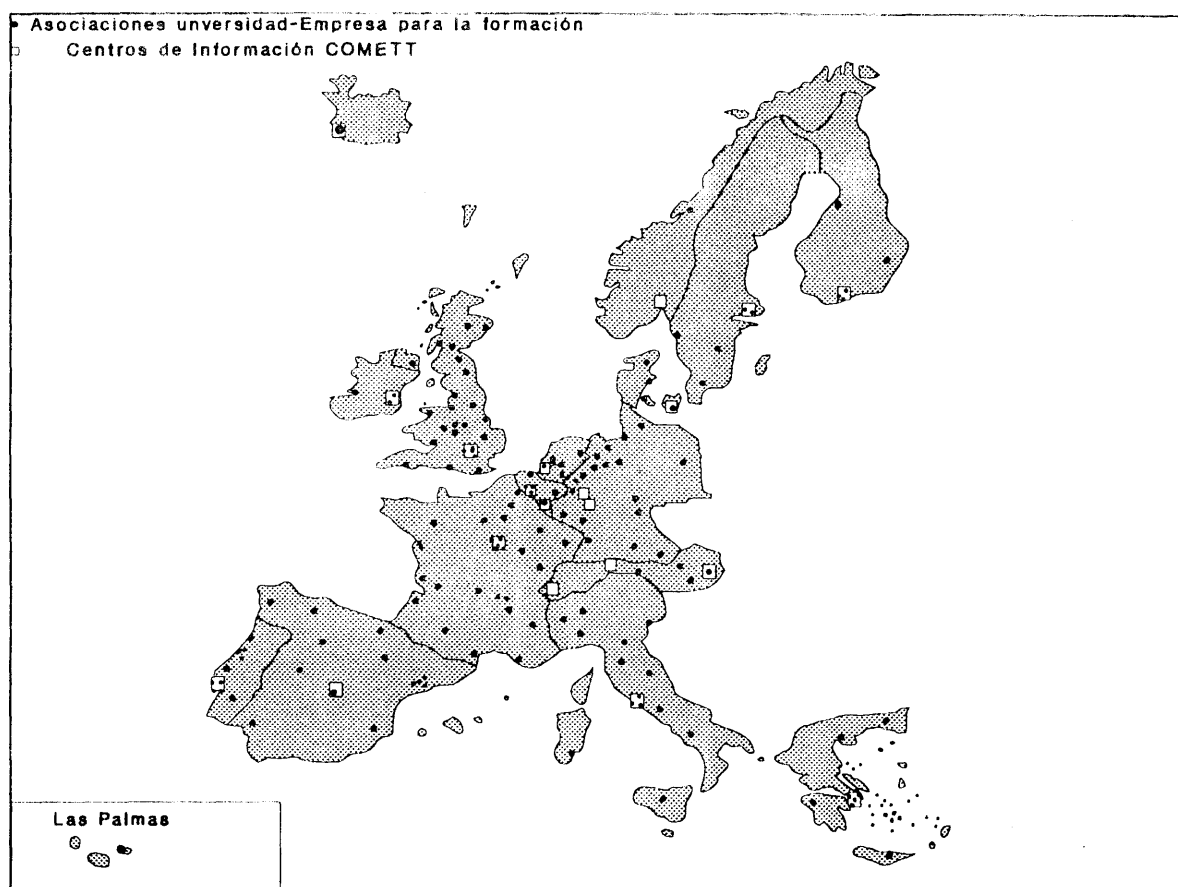 Asociaciones unversidad-Empresa para la formación
Centros de Información COMETT
Las Palmas